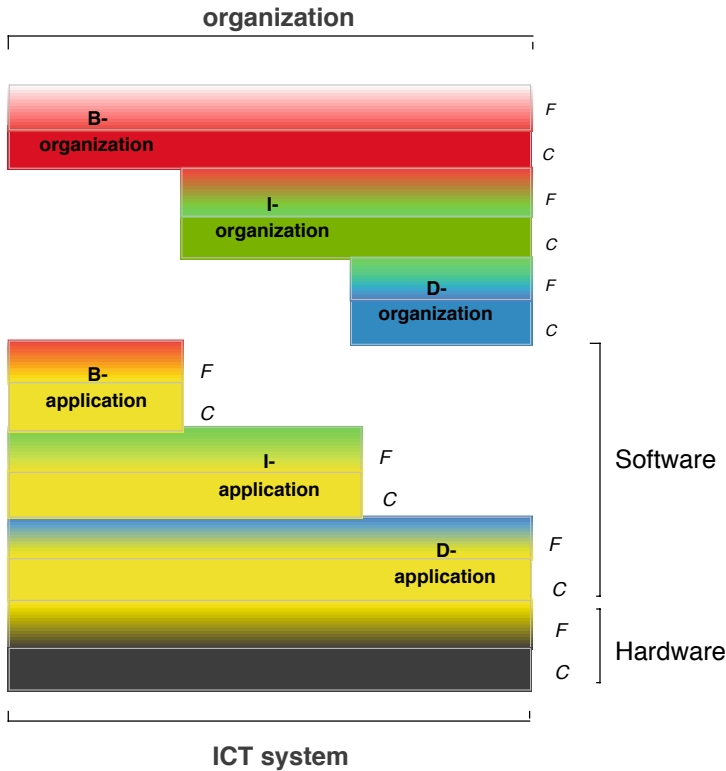 organization
B-
organization
F
C
I-
organization
F
C
D-
organization
F
C
B-
application
F
C
I-
application
F
C
D-
application
F
C
Software
F
C
Hardware
ICT system